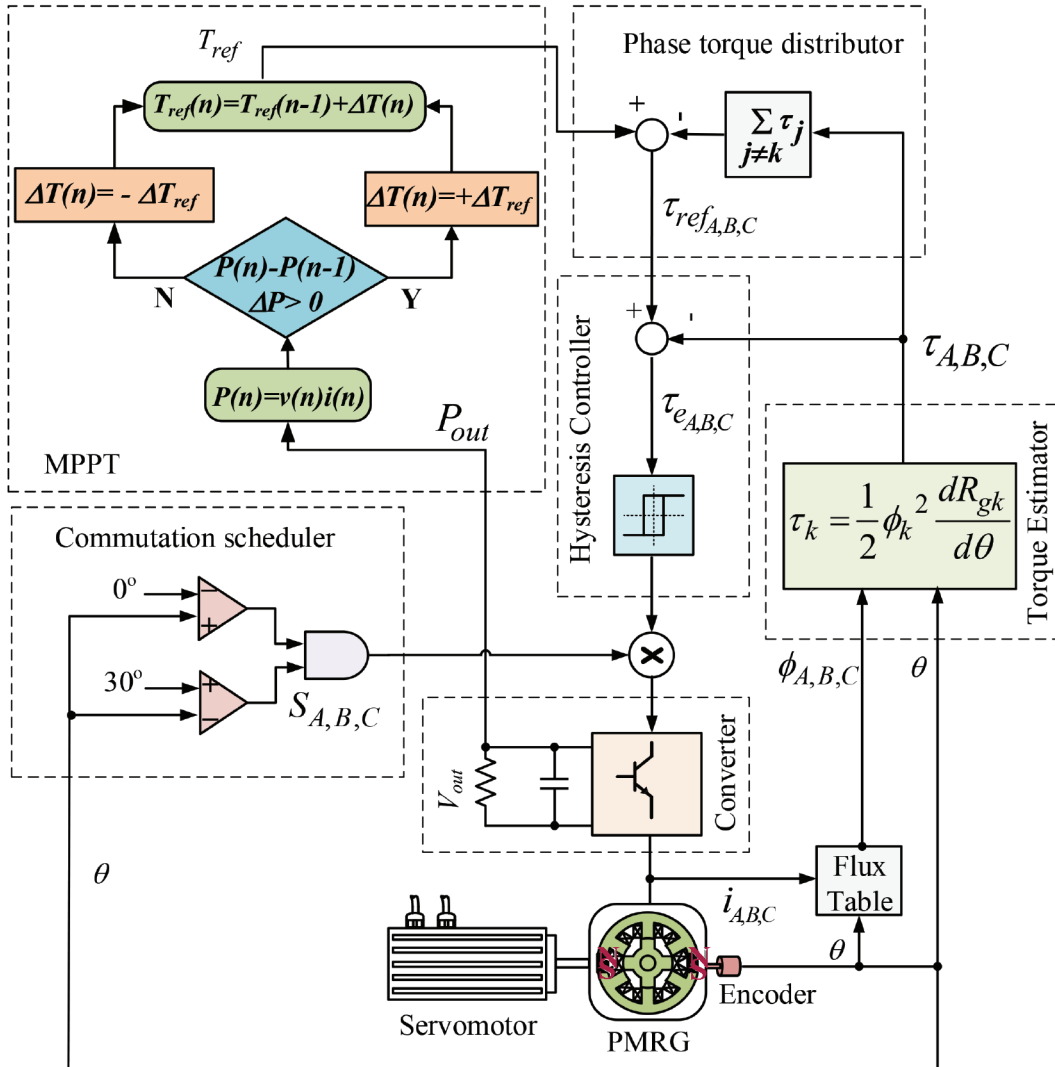 T_ref
T_ref(n)=T_ref(n-1)+ΔT(n)
ΔT(n)= - ΔT_ref
ΔT(n)=+ΔT_ref
P(n)-P(n-1)
ΔP> 0
N
Y
P(n)=v(n)i(n)
P_out
MPPT
Phase torque distributor
+
-
∑ τ_j
j≠k
τ_ref_A,B,C
Hysteresis Controller
+
-
τ_e_A,B,C
τ_A,B,C
Torque Estimator
τ_k = 1/2 φ_k² dR_gk/dθ
φ_A,B,C
θ
Commutation scheduler
0°
−
+
30°
+
−
S_A,B,C
×
V_out
Converter
θ
i_A,B,C
Flux
Table
θ
N
S
N
S
Encoder
Servomotor
PMRG